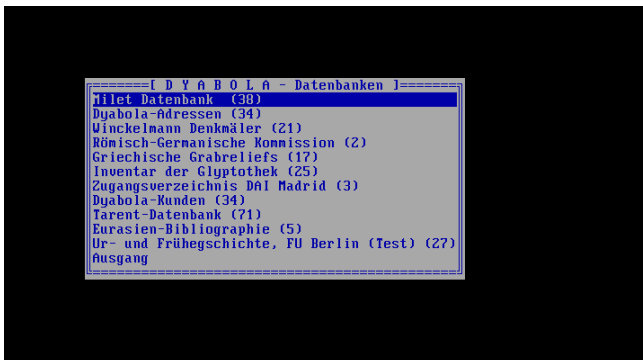 [ D Y A B O L A - Datenbanken ]
Milet Datenbank (38)
Dyabola-Adressen (34)
Winckelmann Denkmäler (21)
Römisch-Germanische Kommission (2)
Griechische Grabreliefs (17)
Inventar der Glyptothek (25)
Zugangsverzeichnis DAI Madrid (3)
Dyabola-Kunden (34)
Tarent-Datenbank (71)
Eurasien-Bibliographie (5)
Ur- und Frühegschichte, FU Berlin (Test) (27)
Ausgang